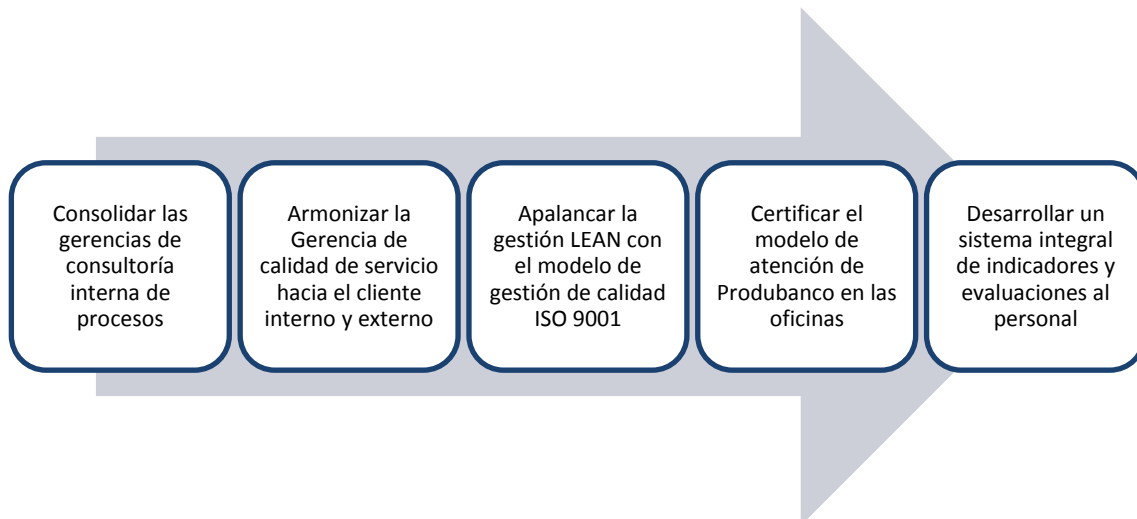 Consolidar las
gerencias de
consultoría
interna de
procesos
Armonizar la
Gerencia de
calidad de servicio
hacia el cliente
interno y externo
Apalancar la
gestión LEAN con
el modelo de
gestión de calidad
ISO 9001
Certificar el
modelo de
atención de
Produbanco en las
oficinas
Desarrollar un
sistema integral
de indicadores y
evaluaciones al
personal